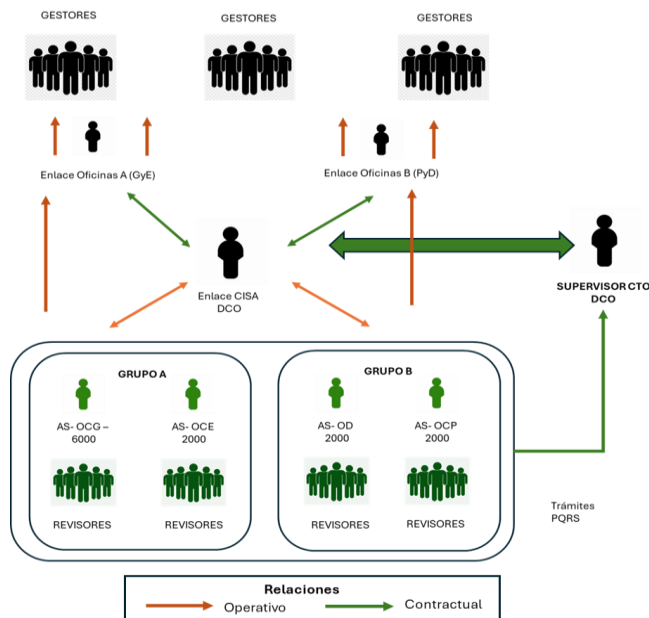 GESTORES
GESTORES
GESTORES
Enlace Oficinas A (GyE)
Enlace Oficinas B (PyD)
Enlace CISA
DCO
SUPERVISOR CTO
DCO
GRUPO A
GRUPO B
AS- OCG –
6000
AS- OCE
2000
AS- OD
2000
AS- OCP
2000
REVISORES
REVISORES
REVISORES
REVISORES
Trámites
PQRS
Relaciones
Operativo
Contractual